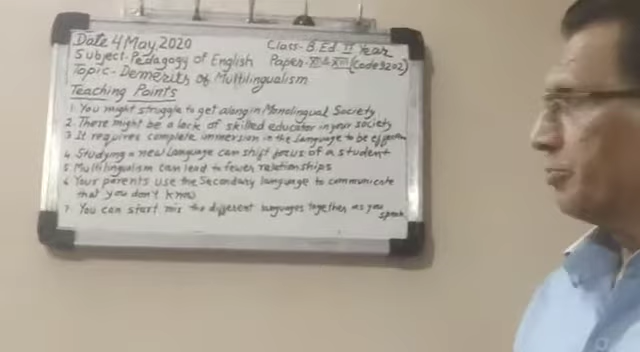 Date 4 May, 2020 Class- B.Ed. II Year
Subject- Pedagogy of English Paper- XI & XIII (Code 9202)
Topic- Demerits of Multilingualism
Teaching Points
1. You might struggle to get along in Monolingual Society
2. There might be a lack of skilled educator in your society
3 It requires complete immersion in the Language to be effective
4. Studying a new Language can shift focus of a student
5 Multilingualism can lead to fewer relationships
6 Your parents use the Secondary language to communicate
that you don't know
7 You can start mis the different languages together as you
speak